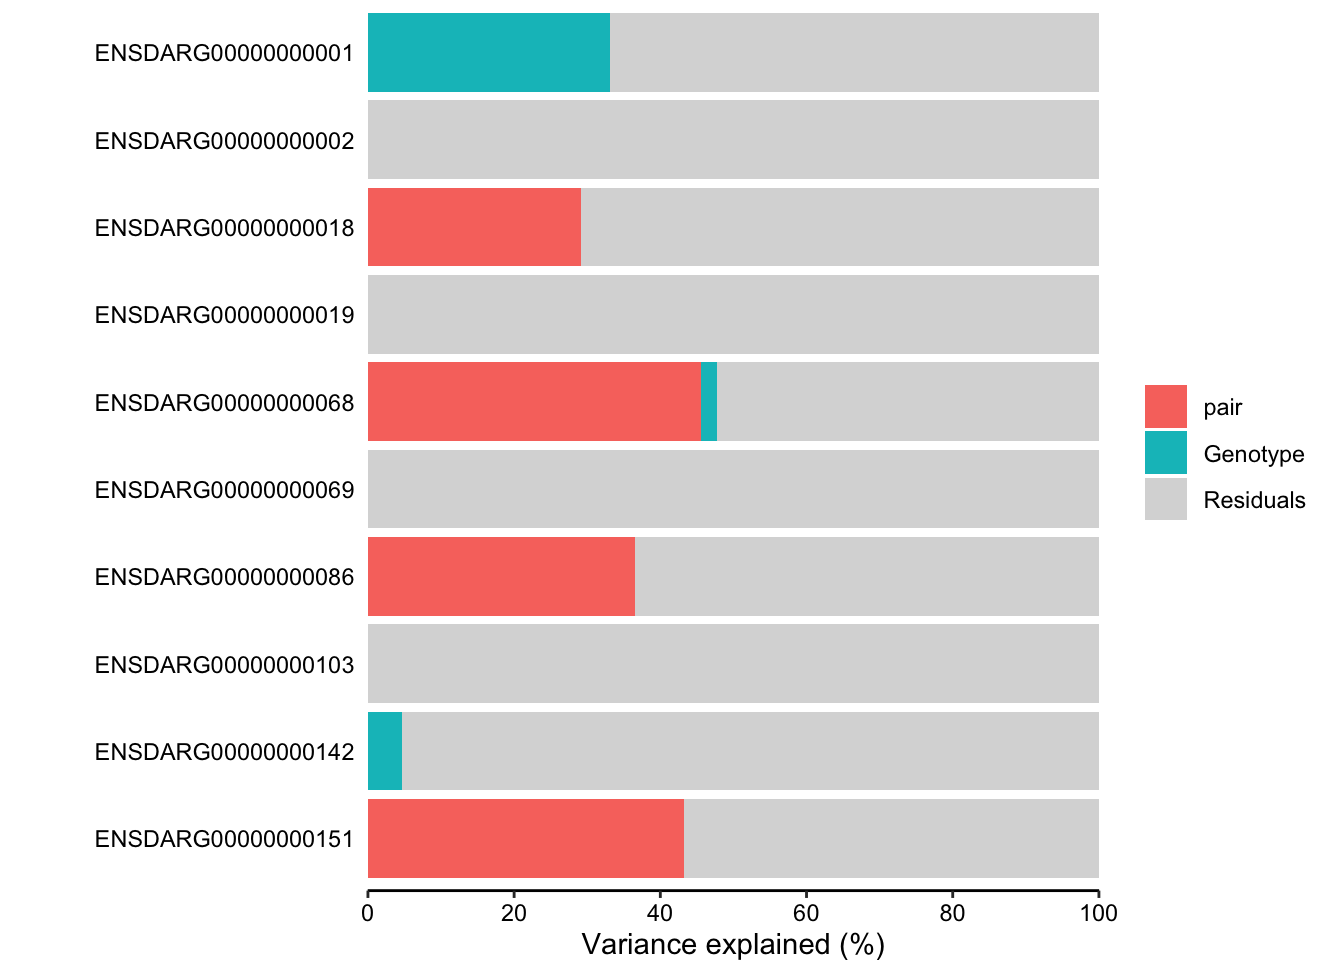 ENSDARG00000000001
ENSDARG00000000002
ENSDARG00000000018
ENSDARG00000000019
ENSDARG00000000068
ENSDARG00000000069
ENSDARG00000000086
ENSDARG00000000103
ENSDARG00000000142
ENSDARG00000000151
0 20 40 60 80 100
Variance explained (%)
pair
Genotype
Residuals